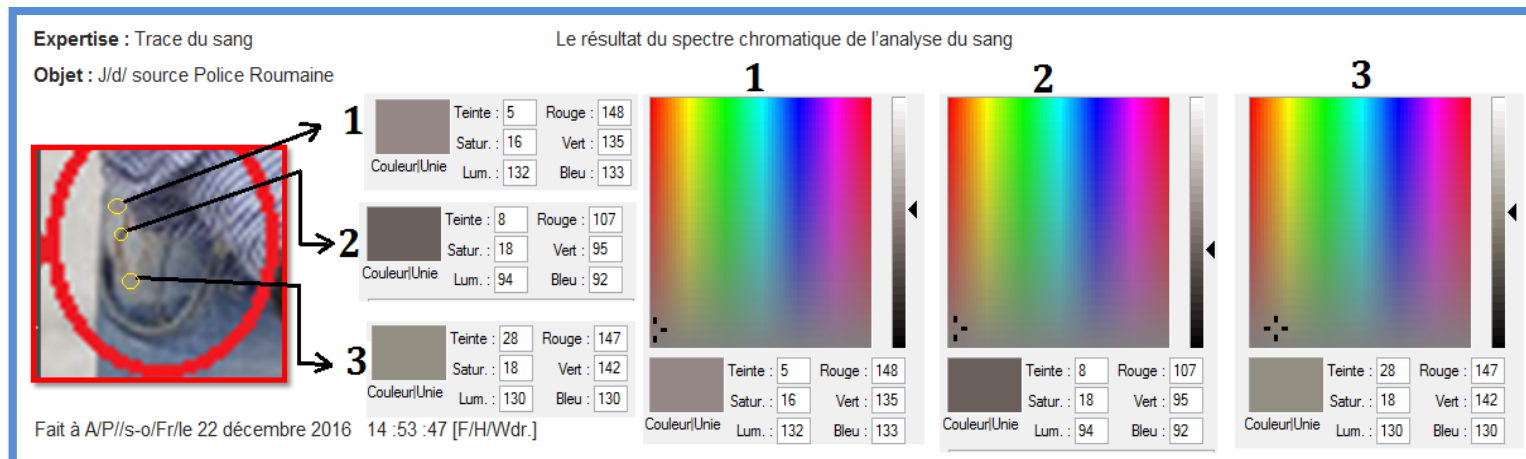 Expertise : Trace du sang
Le résultat du spectre chromatique de l'analyse du sang
Objet : J/d/ source Police Roumaine
1
2
3
1
Teinte : 5 Rouge : 148
Satur. : 16 Vert : 135
Couleur|Unie Lum. : 132 Bleu : 133
2
Teinte : 8 Rouge : 107
Satur. : 18 Vert : 95
Couleur|Unie Lum. : 94 Bleu : 92
3
Teinte : 28 Rouge : 147
Satur. : 18 Vert : 142
Couleur|Unie Lum. : 130 Bleu : 130
Teinte : 5 Rouge : 148
Satur. : 16 Vert : 135
Couleur|Unie Lum. : 132 Bleu : 133
Teinte : 8 Rouge : 107
Satur. : 18 Vert : 95
Couleur|Unie Lum. : 94 Bleu : 92
Teinte : 28 Rouge : 147
Satur. : 18 Vert : 142
Couleur|Unie Lum. : 130 Bleu : 130
Fait à A/P//s-o/Fr/le 22 décembre 2016 14 :53 :47 [F/H/Wdr.]